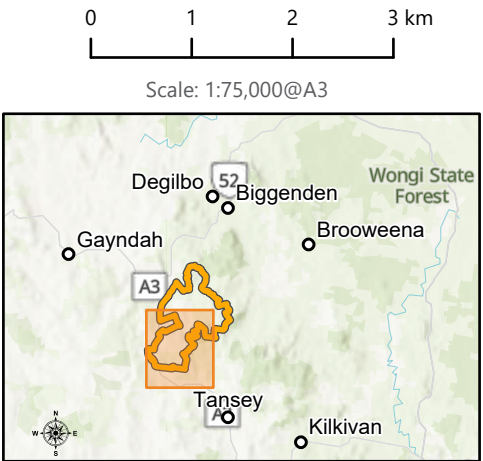 0 1 2 3 km
Scale: 1:75,000@A3
Degilbo
52
Biggenden
Wongi State
Forest
Brooweena
Gayndah
A3
Tansey
Kilkivan
N
W E
S